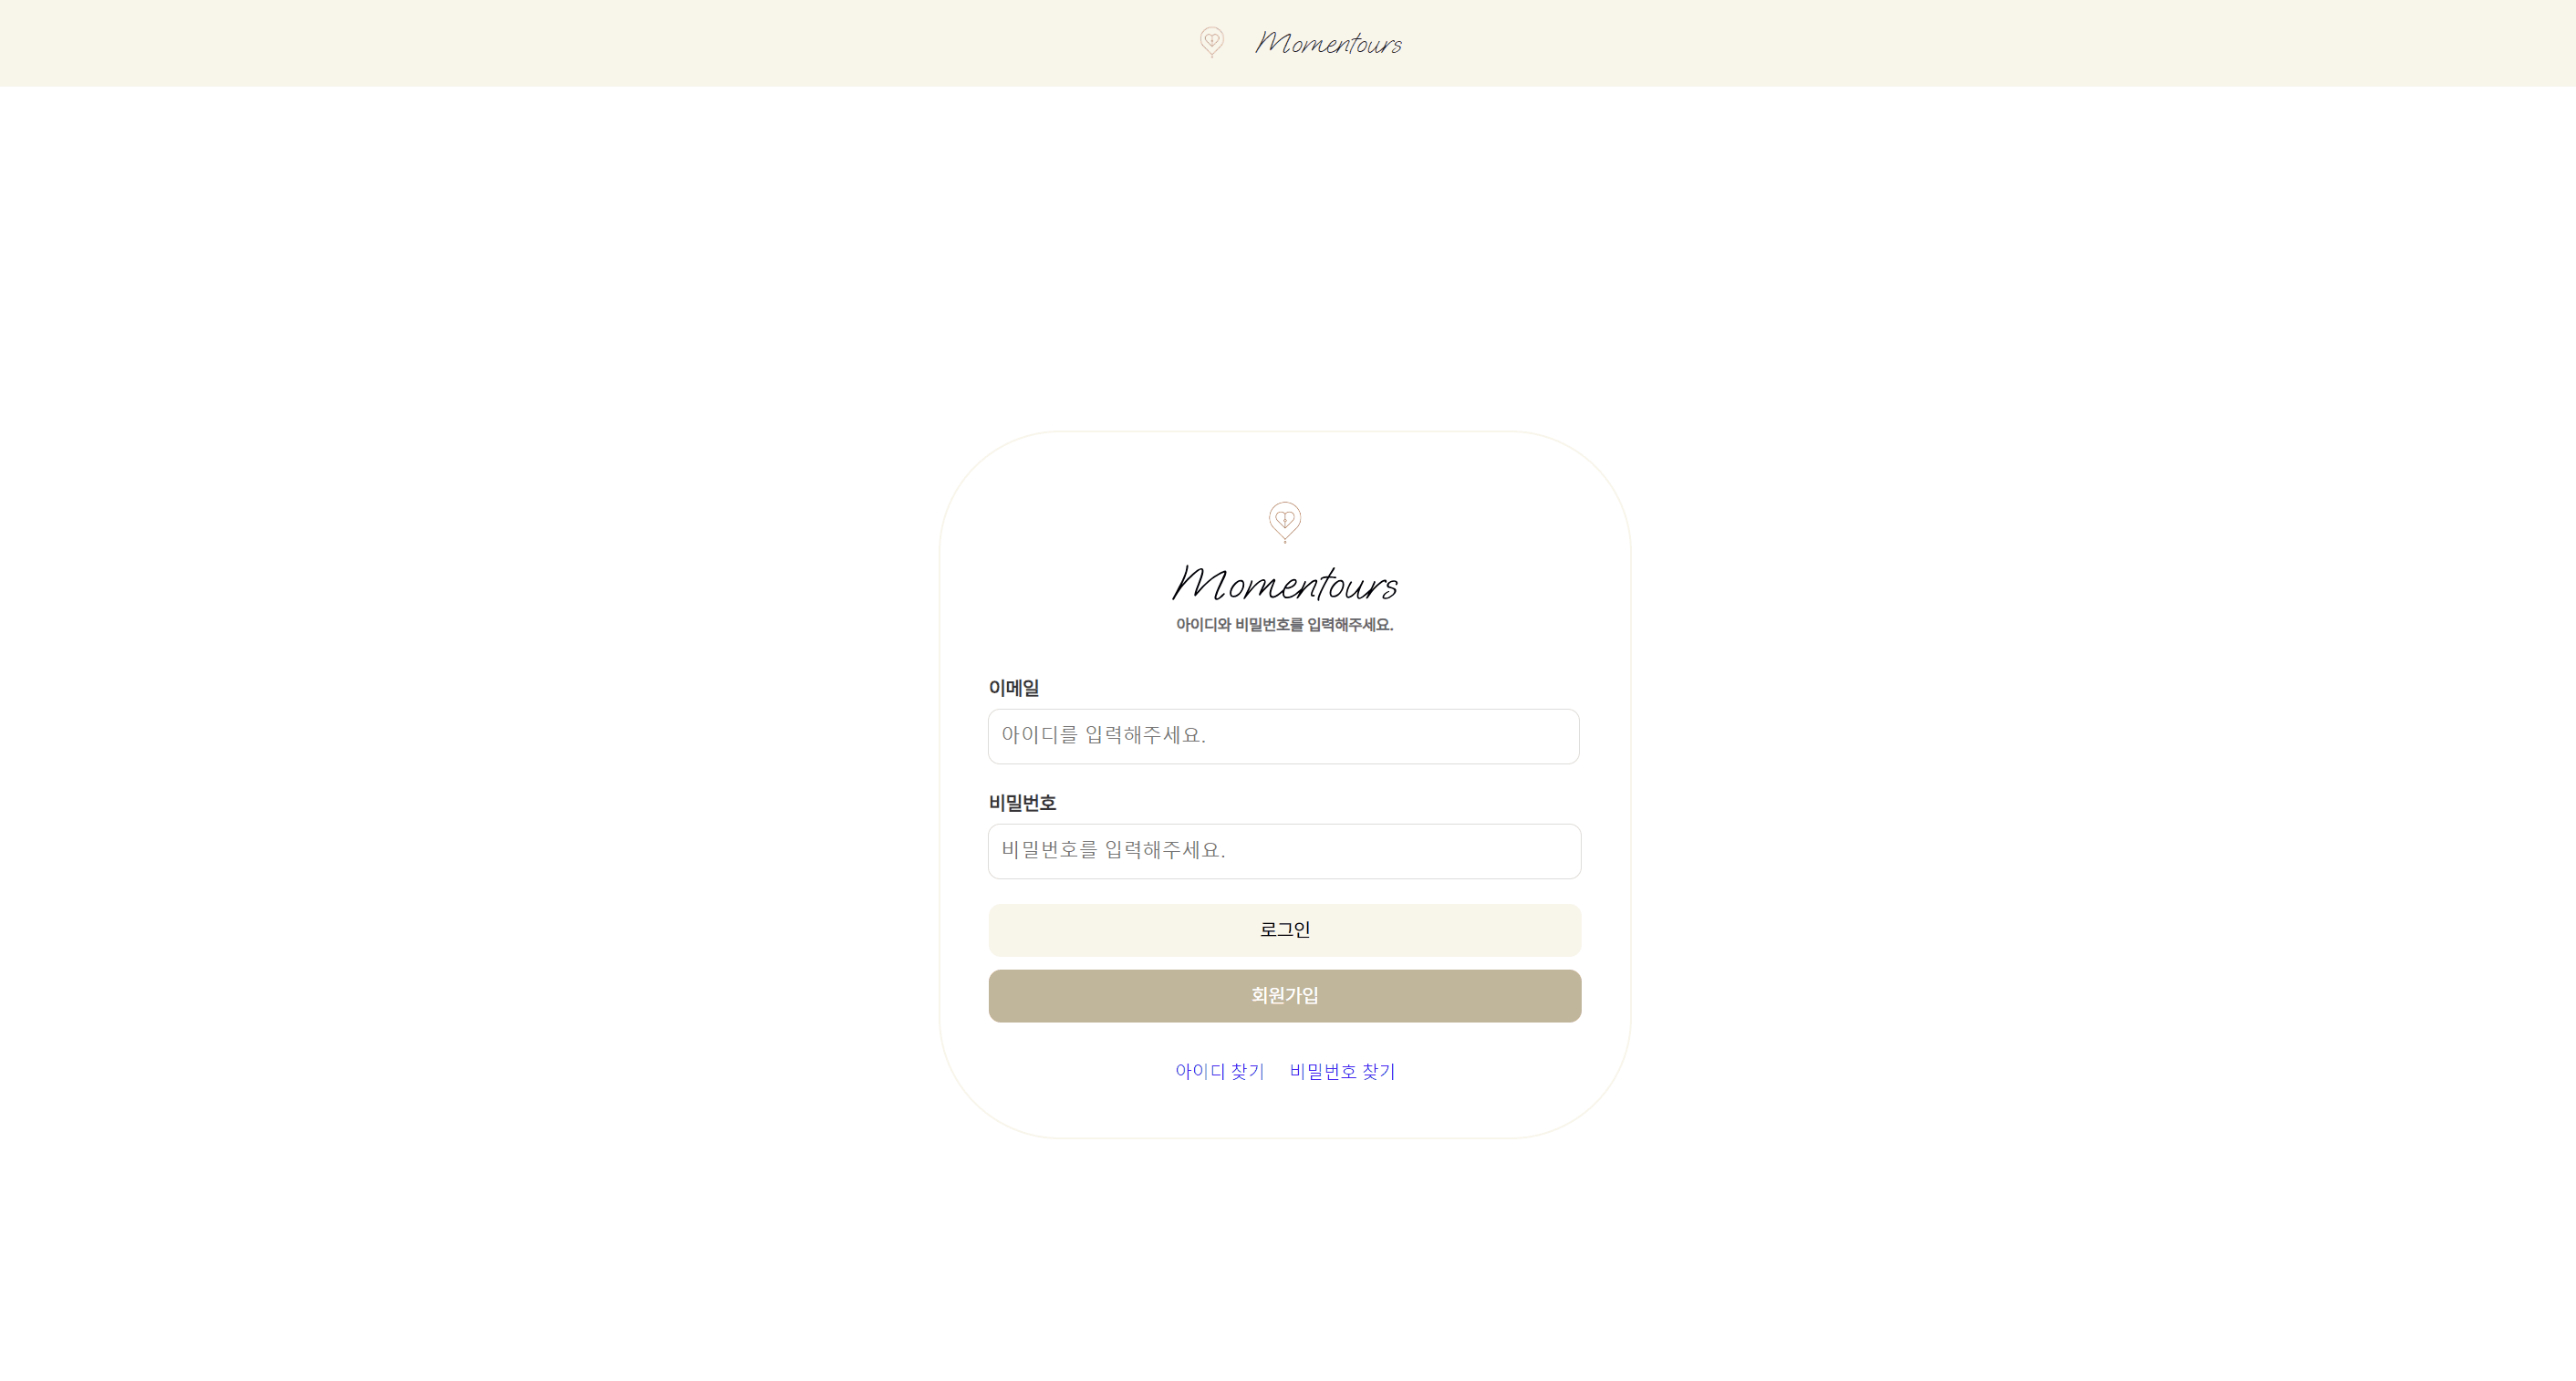 Momentours
Momentours
아이디와 비밀번호를 입력해주세요.
이메일
아이디를 입력해주세요.
비밀번호
비밀번호를 입력해주세요.
로그인
회원가입
아이디 찾기 비밀번호 찾기